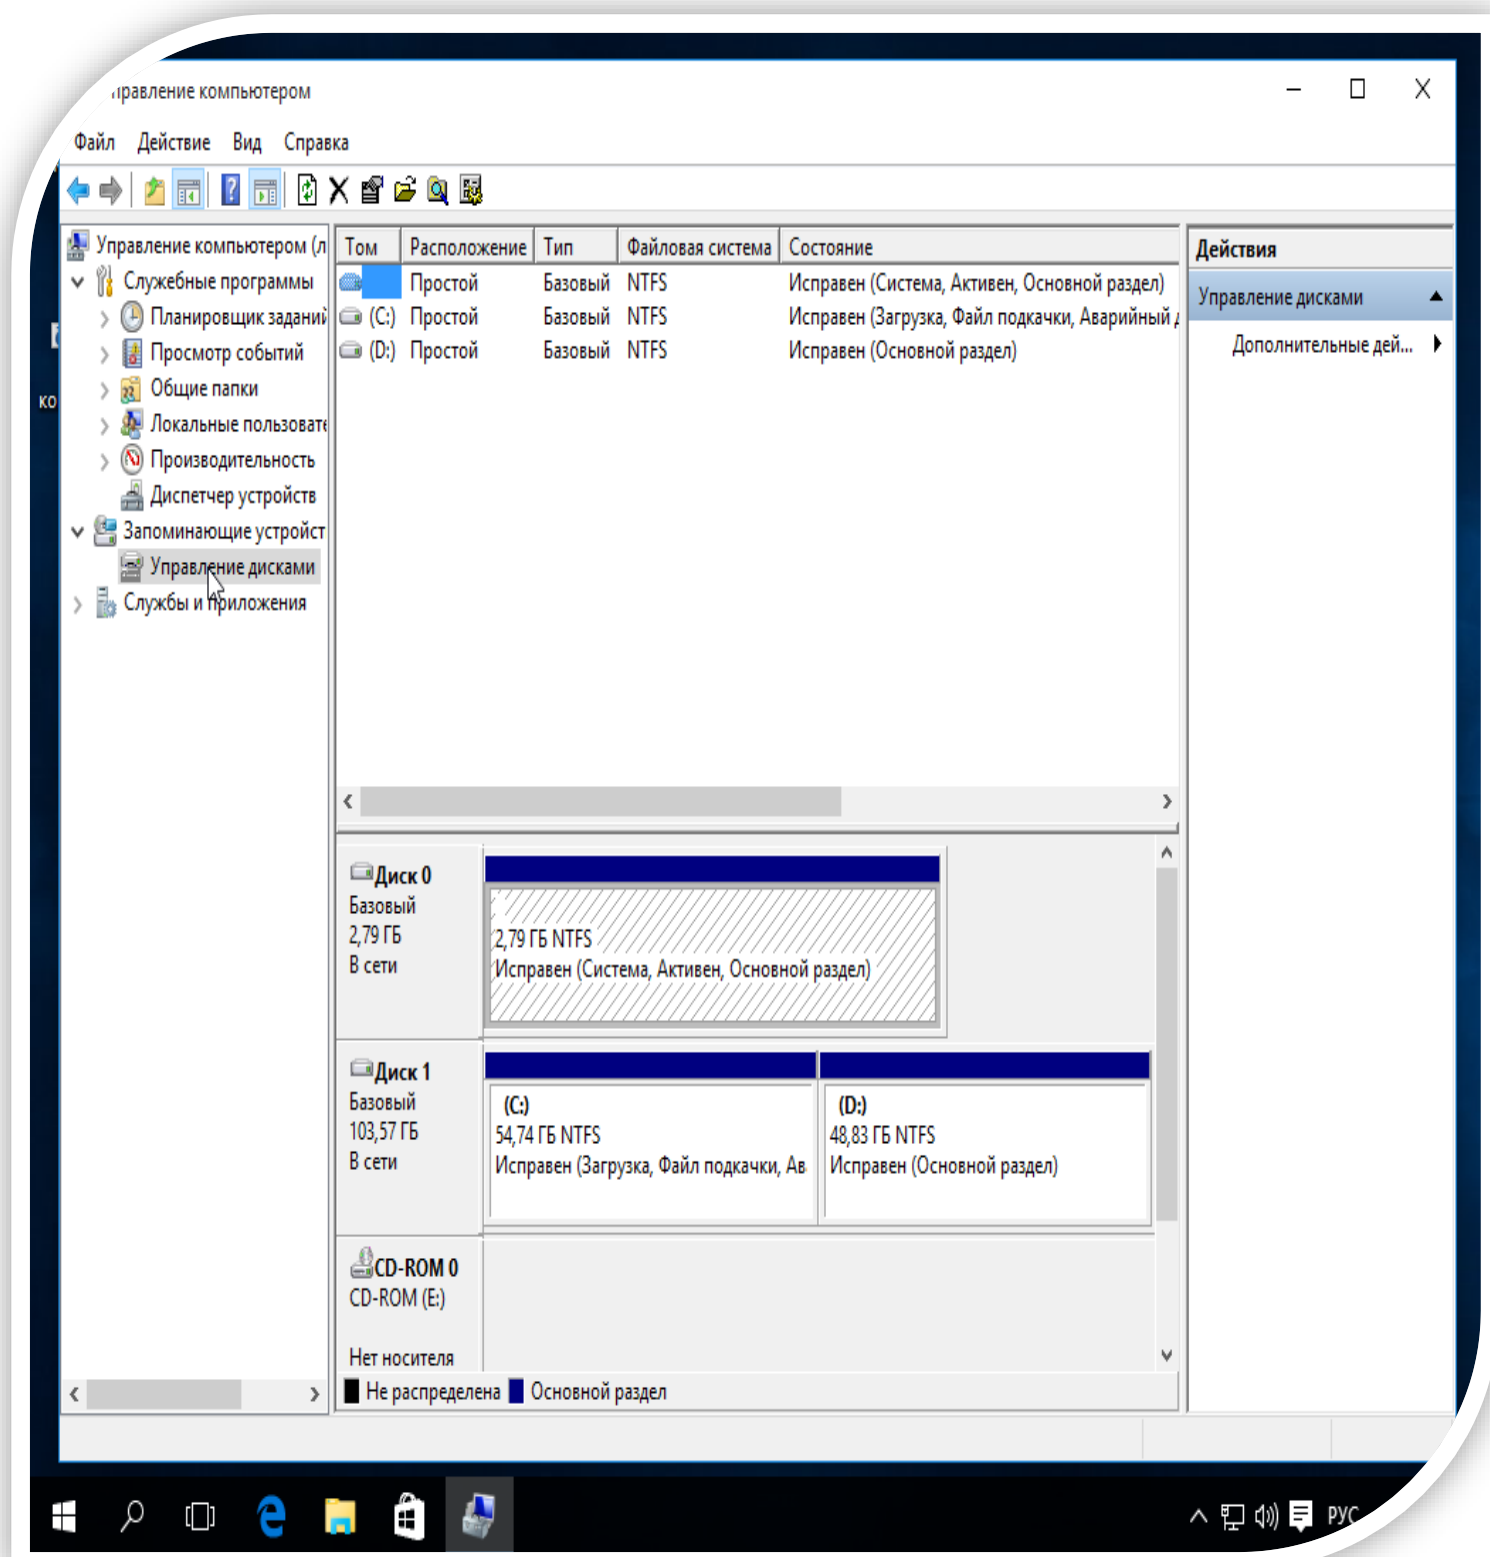 правление компьютером
Файл Действие Вид Справка
Управление компьютером (л
Служебные программы
Планировщик заданий
Просмотр событий
Общие папки
Локальные пользовате
Производительность
Диспетчер устройств
Запоминающие устройст
Управление дисками
Службы и приложения
Том Расположение Тип Файловая система Состояние
Простой Базовый NTFS Исправен (Система, Активен, Основной раздел)
(C:) Простой Базовый NTFS Исправен (Загрузка, Файл подкачки, Аварийный д
(D:) Простой Базовый NTFS Исправен (Основной раздел)
Действия
Управление дисками
Дополнительные дей...
ко
Диск 0
Базовый
2,79 ГБ
В сети
2,79 ГБ NTFS
Исправен (Система, Активен, Основной раздел)
Диск 1
Базовый
103,57 ГБ
В сети
(C:)
54,74 ГБ NTFS
Исправен (Загрузка, Файл подкачки, Ав
(D:)
48,83 ГБ NTFS
Исправен (Основной раздел)
CD-ROM 0
CD-ROM (E:)
Нет носителя
Не распределена Основной раздел
РУС